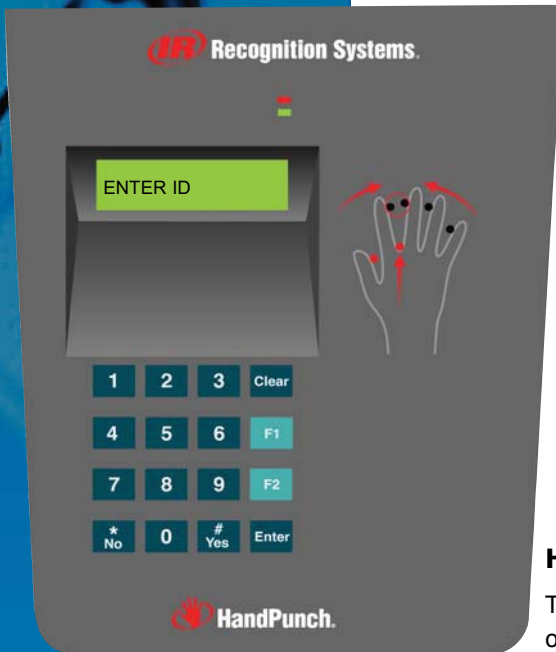 IR Recognition Systems.
ENTER ID
1 2 3 Clear
4 5 6 F1
7 8 9 F2
* No 0 # Yes Enter
HandPunch.
H
T
o